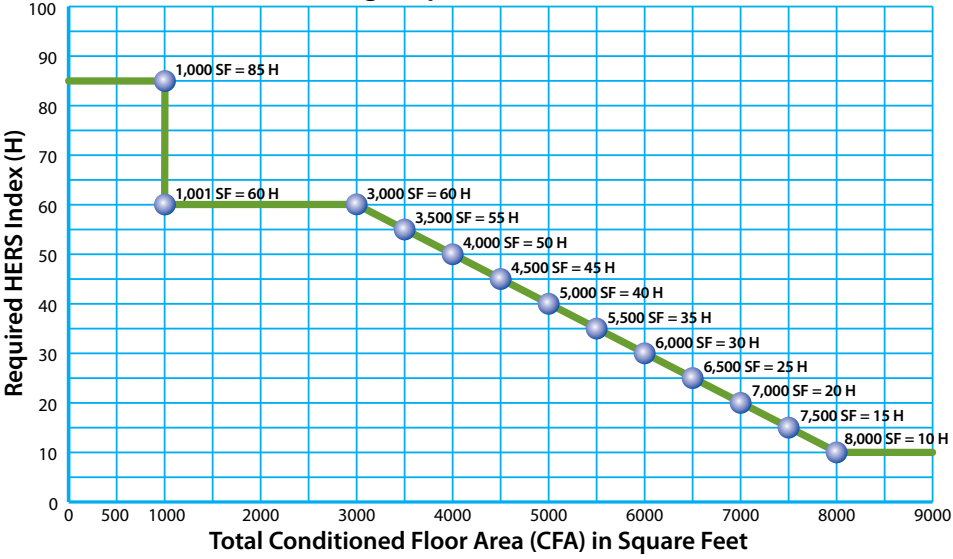 100
90
80
70
60
50
40
30
20
10
0
Required HERS Index (H)
1,000 SF = 85 H
1,001 SF = 60 H
3,000 SF = 60 H
3,500 SF = 55 H
4,000 SF = 50 H
4,500 SF = 45 H
5,000 SF = 40 H
5,500 SF = 35 H
6,000 SF = 30 H
6,500 SF = 25 H
7,000 SF = 20 H
7,500 SF = 15 H
8,000 SF = 10 H
0 500 1000 2000 3000 4000 5000 6000 7000 8000 9000
Total Conditioned Floor Area (CFA) in Square Feet